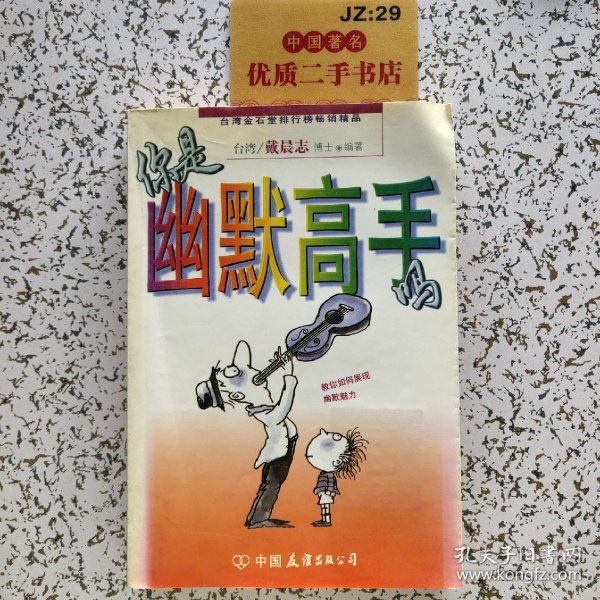 JZ:29
中国著名
优质二手书店
台湾金石堂排行榜畅销精品
台湾/戴晨志 博士 编著
你是
幽默高手
吗
教你如何展现
幽默魅力
中国友谊出版公司
孔夫子旧书网
www.kongfz.com